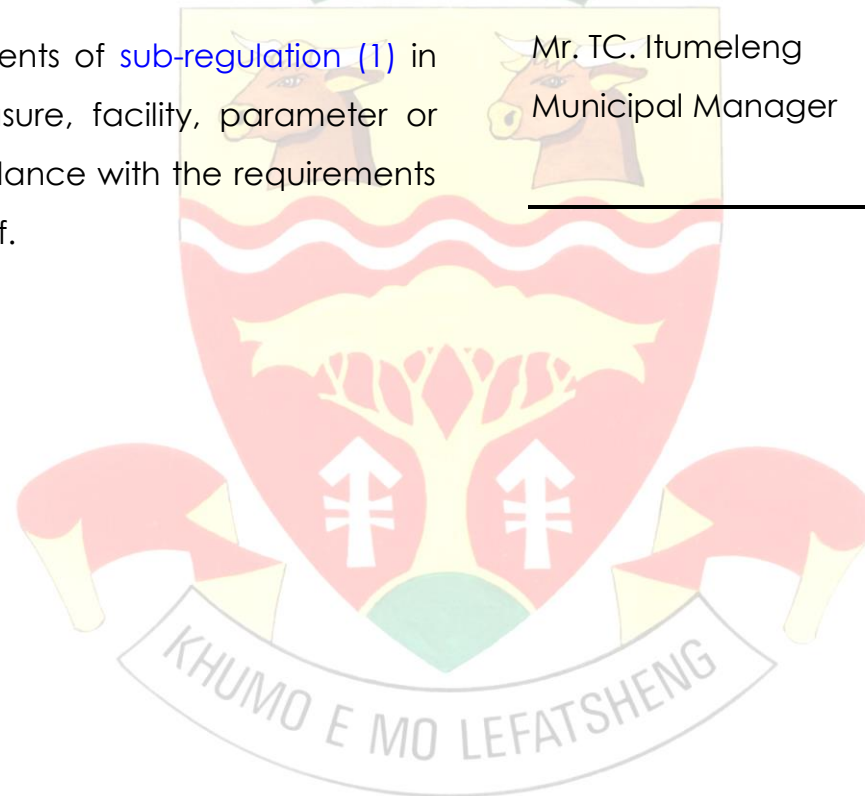 ents of sub-regulation (1) in
sure, facility, parameter or
lance with the requirements
f.
Mr. TC. Itumeleng
Municipal Manager
KHUMO E MO LEFATSHENG